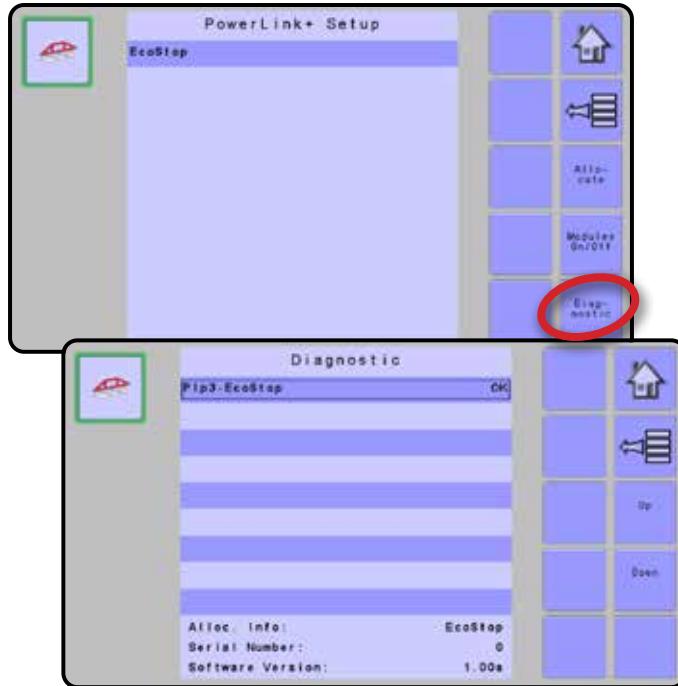 PowerLink+ Setup
EcoStop
Allo-
cate
Modules
On/Off
Diag-
nostic
Diagnostic
Plp3-EcoStop OK
Up
Down
Alloc. Info: EcoStop
Serial Number: 0
Software Version: 1.00a